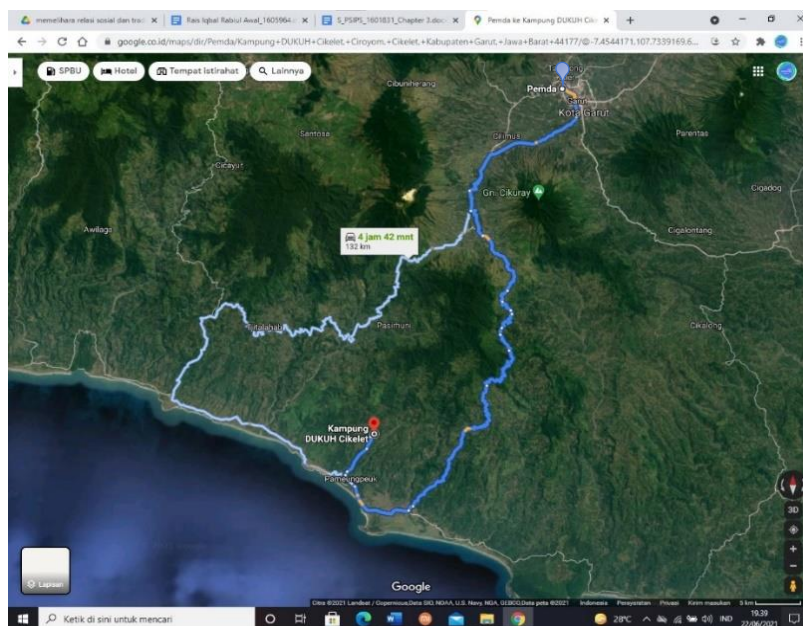 memelihara relasi sosial dan trad
Rais Iqbal Rabiul Awal_1605964.c
S_PSIPS_1601831_Chapter 3.doc
Pemda ke Kampung DUKUH Cik
google.co.id/maps/dir/Pemda/Kampung+DUKUH+Cikelet,+Ciroyom,+Cikelet,+Kabupaten+Garut,+Jawa+Barat+44177/@-7.4544171,107.7339169,6...
SPBU
Hotel
Tempat istirahat
Lainnya
Pemda
Garut
Kota Garut
Cibuniherang
Santosa
Cilimus
Parentas
Cicayut
Gn. Cikuray
Cigadog
Awilega
Cigalontang
4 jam 42 mnt
132 km
Pasirmuni
Cikalong
Kampung
DUKUH Cikelet
Pameungpeuk
3D
Lapisan
Google
Citra ©2021 Landsat / Copernicus,Data SIO, NOAA, U.S. Navy, NGA, GEBCO,Data peta ©2021
Indonesia
Persyaratan
Privasi
Kirim masukan
5 km
Ketik di sini untuk mencari
28°C
IND
19.39
22/06/2021